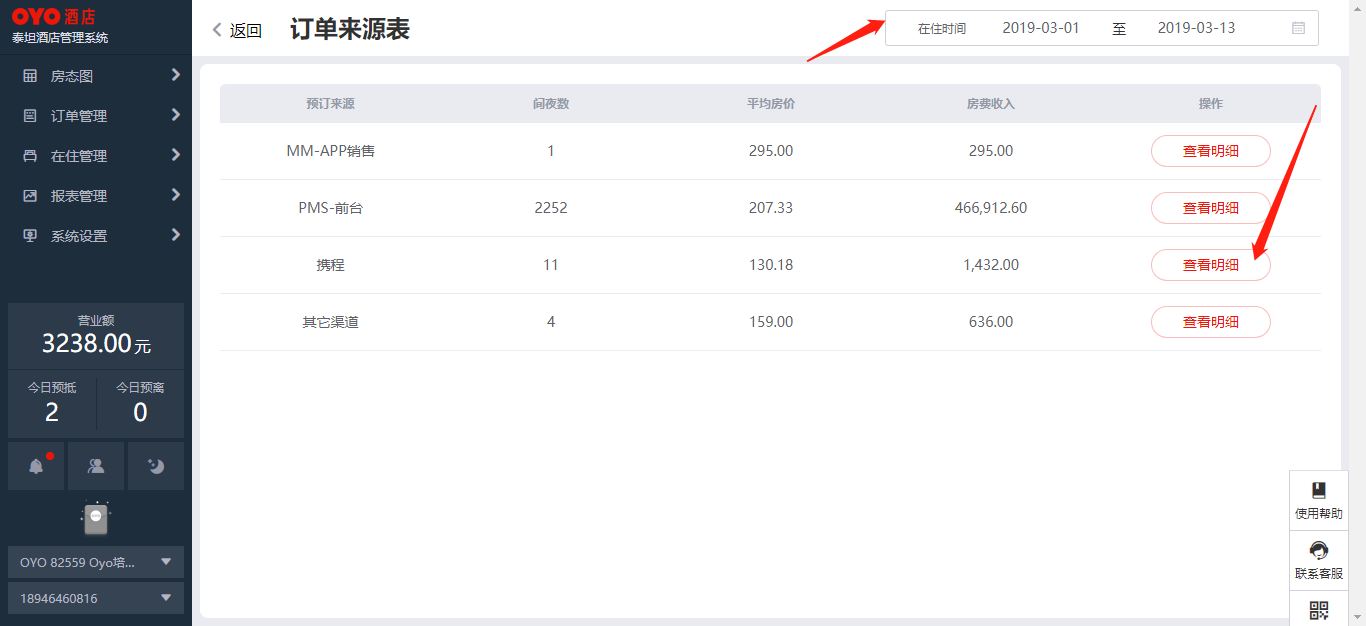 OYO 酒店
泰坦酒店管理系统
房态图
订单管理
在住管理
报表管理
系统设置
营业额
3238.00元
今日预抵 今日预离
2 0
OYO 82559 Oyo培...
18946460816
返回 订单来源表 在住时间 2019-03-01 至 2019-03-13
预订来源 间夜数 平均房价 房费收入 操作
MM-APP销售 1 295.00 295.00 查看明细
PMS-前台 2252 207.33 466,912.60 查看明细
携程 11 130.18 1,432.00 查看明细
其它渠道 4 159.00 636.00 查看明细
使用帮助
联系客服